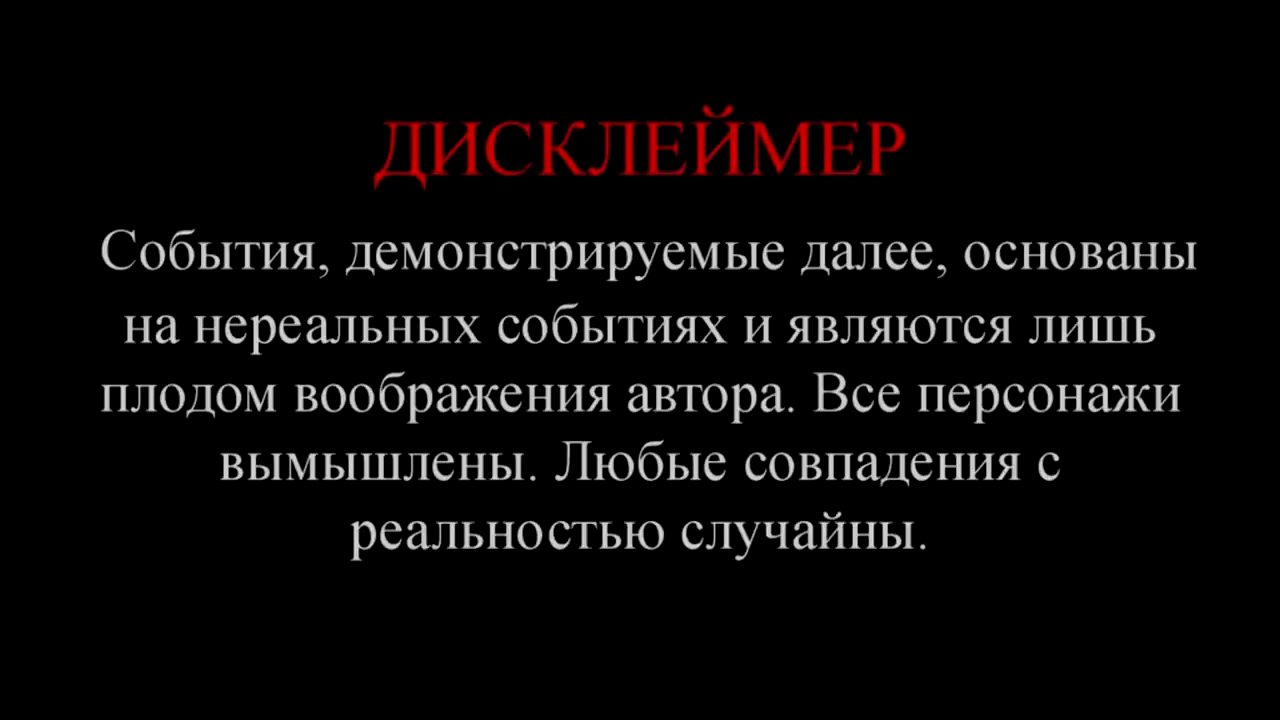 ДИСКЛЕЙМЕР
События, демонстрируемые далее, основаны
на нереальных событиях и являются лишь
плодом воображения автора. Все персонажи
вымышлены. Любые совпадения с
реальностью случайны.